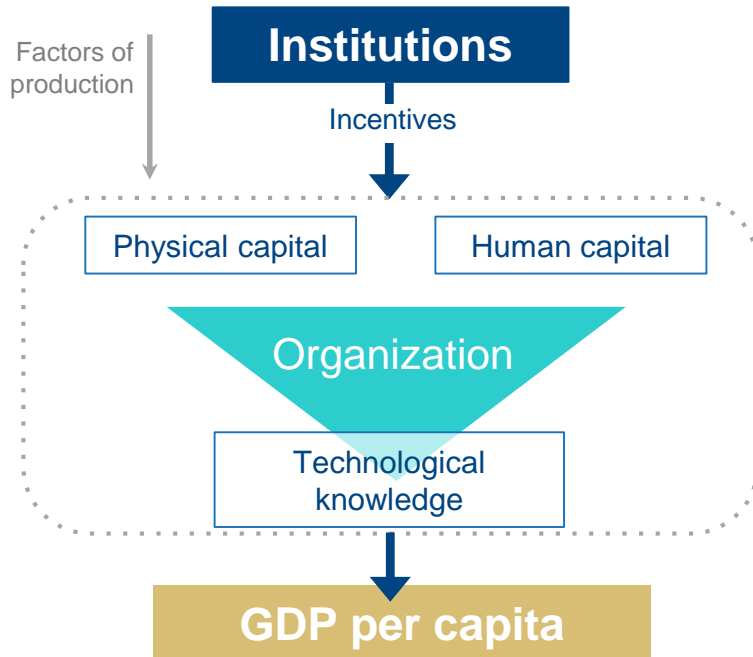 Institutions
Factors of
production
Incentives
Physical capital
Human capital
Organization
Technological
knowledge
GDP per capita